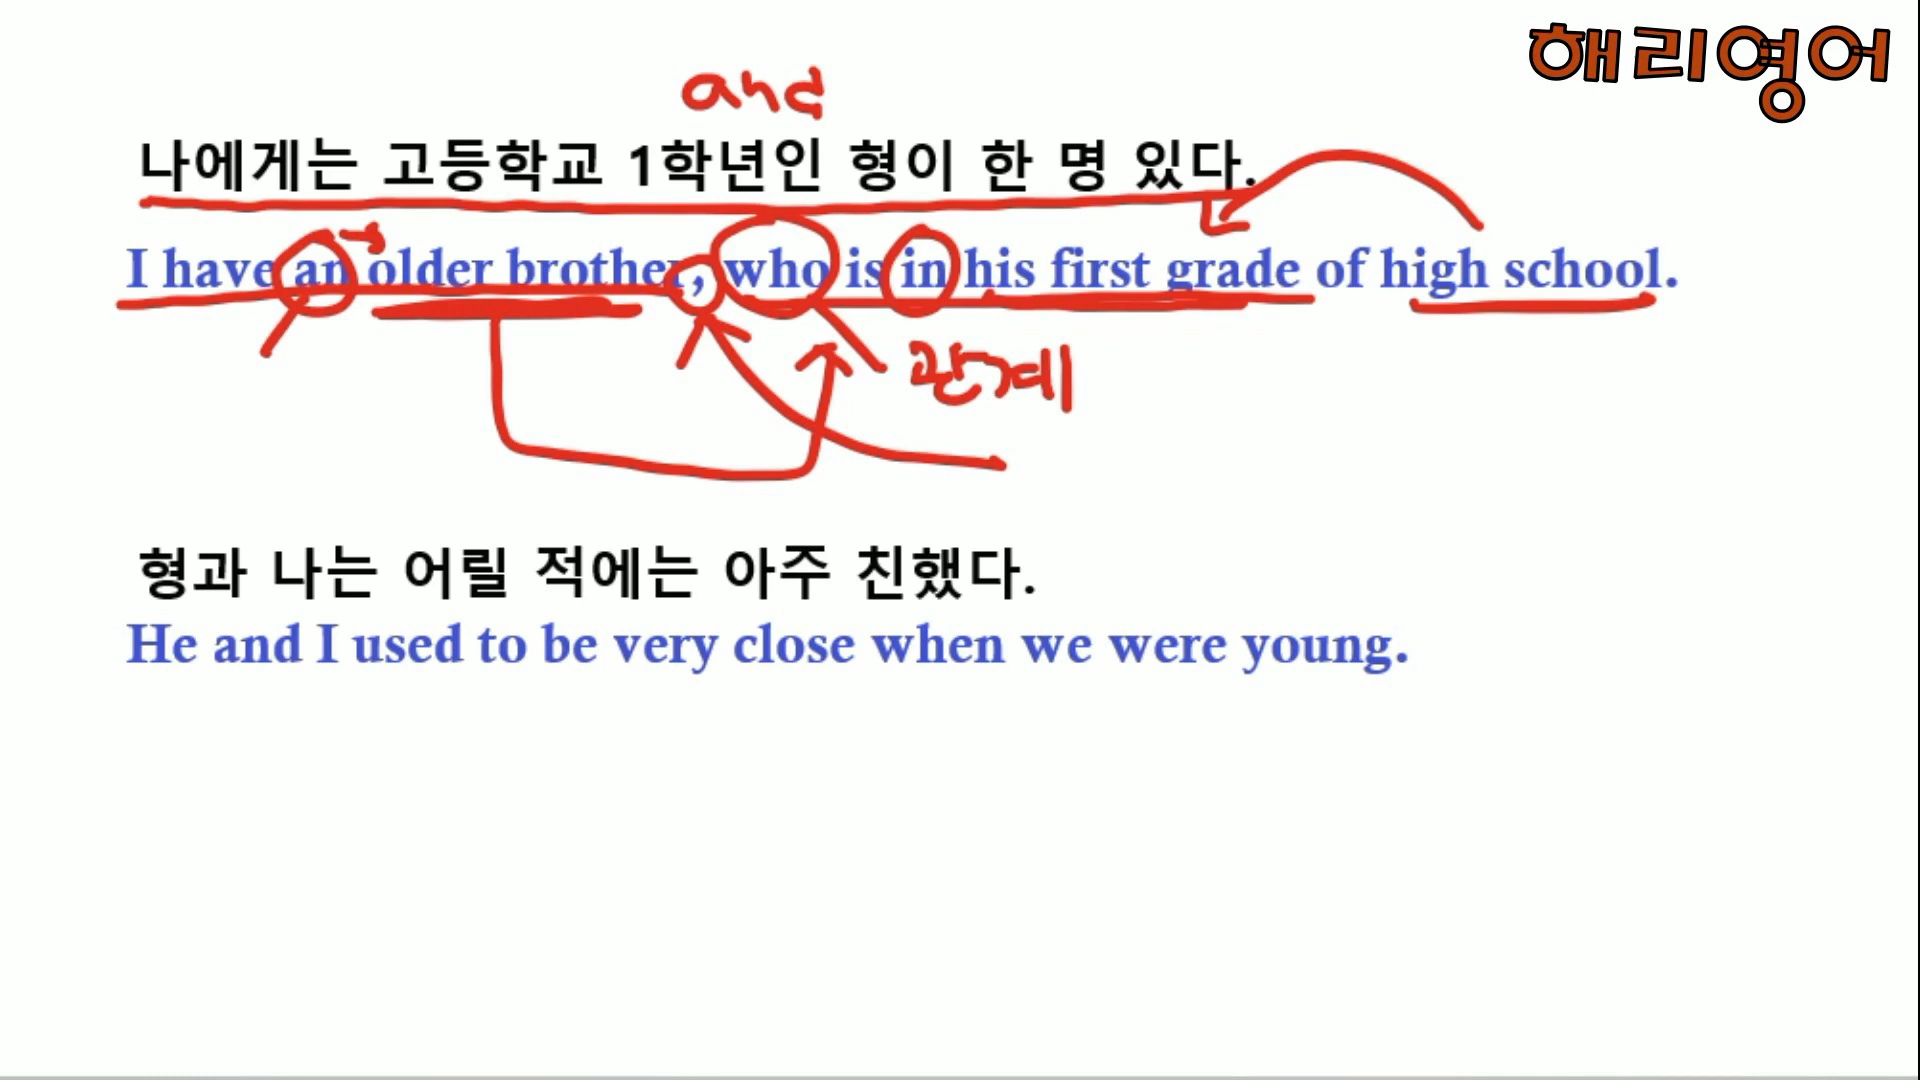 해리영어
and
나에게는 고등학교 1학년인 형이 한 명 있다.
I have an older brother, who is in his first grade of high school.
관계
형과 나는 어릴 적에는 아주 친했다.
He and I used to be very close when we were young.